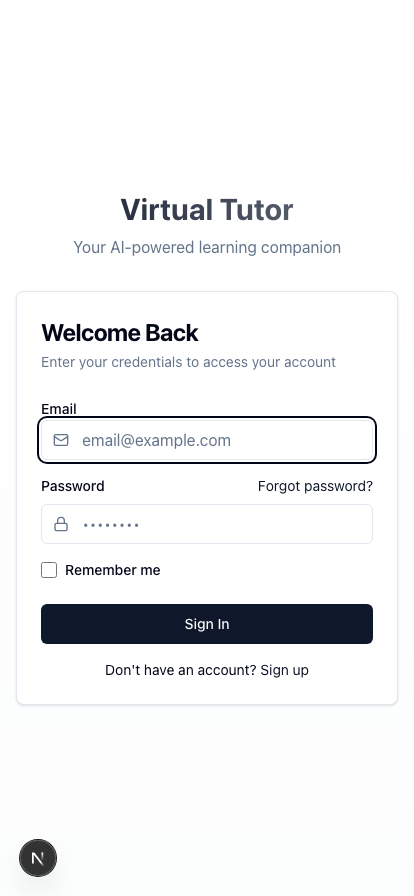 Virtual Tutor
Your AI-powered learning companion
Welcome Back
Enter your credentials to access your account
Email
email@example.com
Password Forgot password?
••••••••
Remember me
Sign In
Don't have an account? Sign up
N